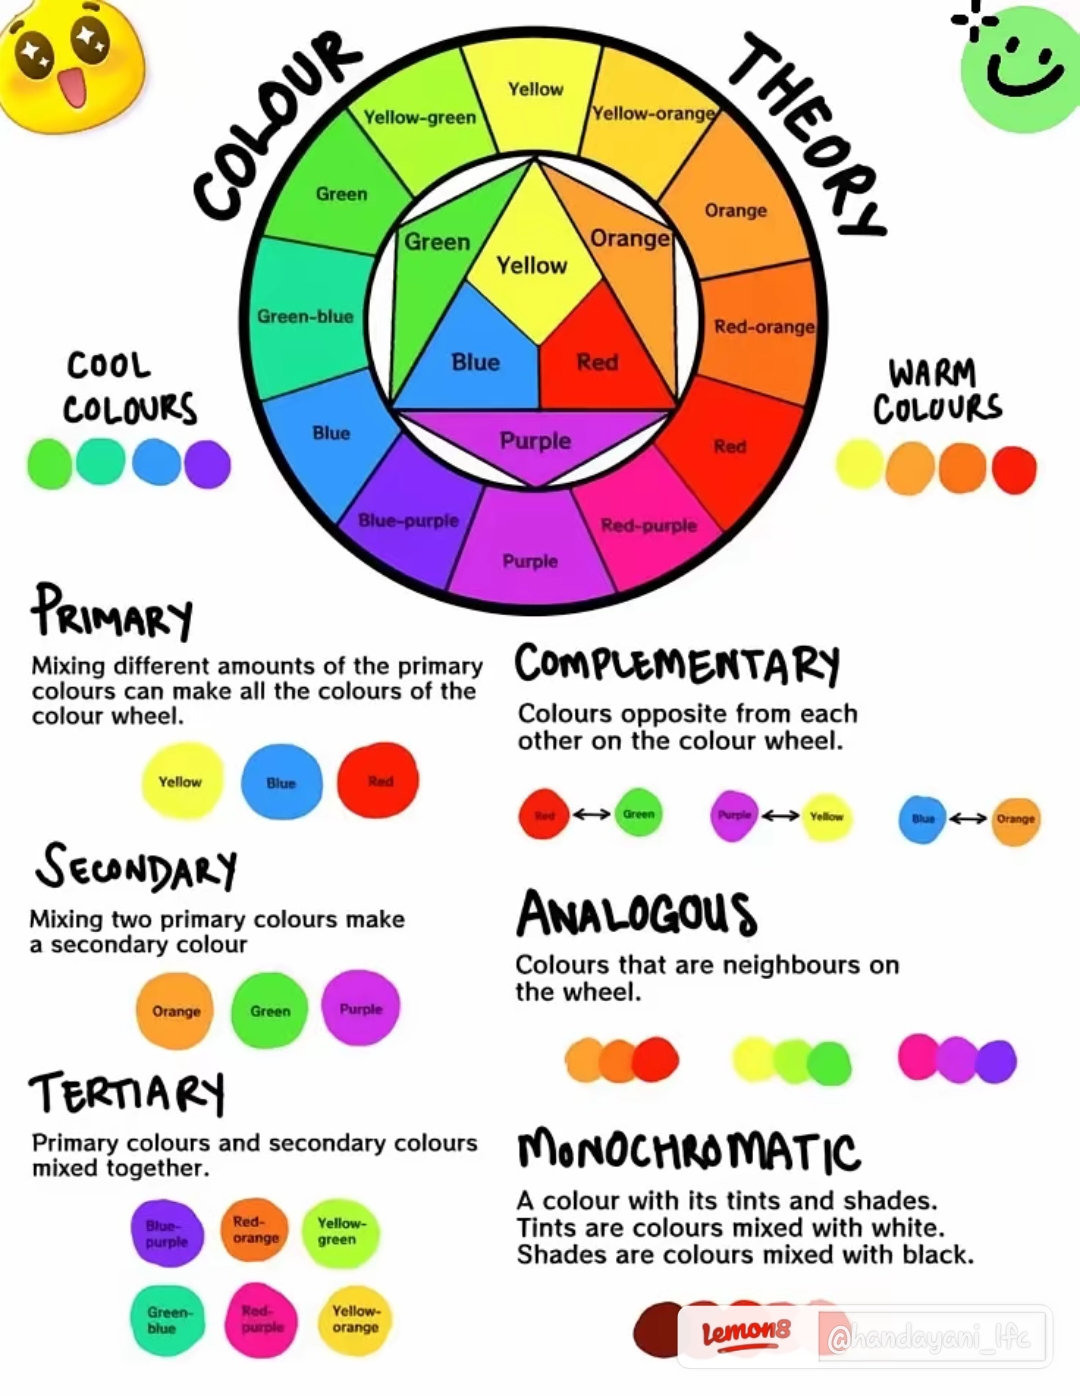 COLOUR
THEORY
Yellow
Yellow-green
Yellow-orange
Green
Orange
Green-blue
Red-orange
Blue
Red
Blue-purple
Red-purple
Purple
Green
Yellow
Orange
Blue
Red
Purple
COOL
COLOURS
WARM
COLOURS
PRIMARY
Mixing different amounts of the primary
colours can make all the colours of the
colour wheel.
Yellow
Blue
Red
SECONDARY
Mixing two primary colours make
a secondary colour
Orange
Green
Purple
TERTIARY
Primary colours and secondary colours
mixed together.
Blue-
purple
Red-
orange
Yellow-
green
Green-
blue
Red-
purple
Yellow-
orange
COMPLEMENTARY
Colours opposite from each
other on the colour wheel.
Red
Green
Purple
Yellow
Blue
Orange
ANALOGOUS
Colours that are neighbours on
the wheel.
MONOCHROMATIC
A colour with its tints and shades.
Tints are colours mixed with white.
Shades are colours mixed with black.
Lemon8
@handayani_lfc